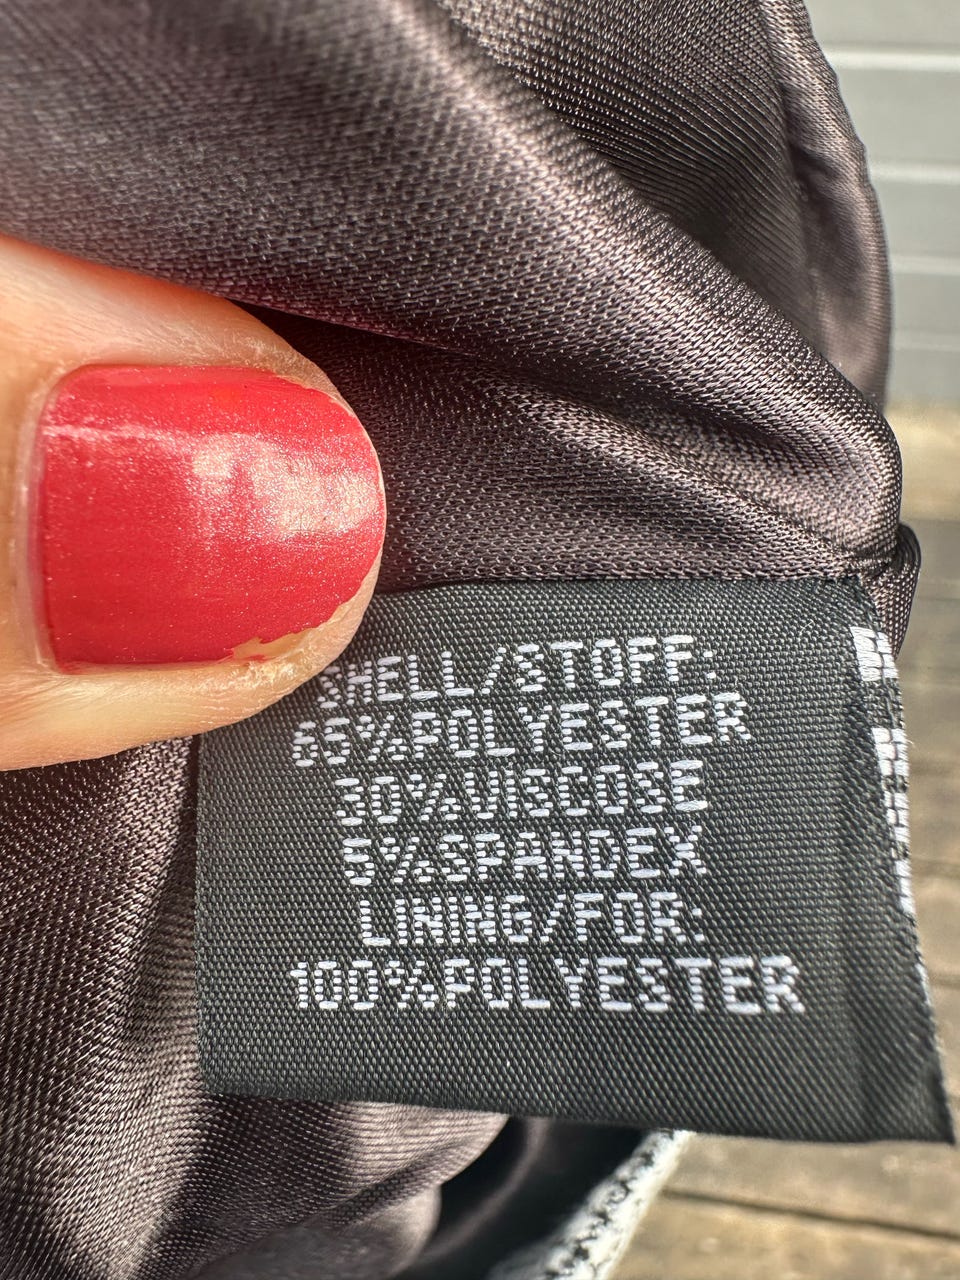 SHELL/STOFF:
65%POLYESTER
30%VISCOSE
5%SPANDEX
LINING/FOR:
100%POLYESTER